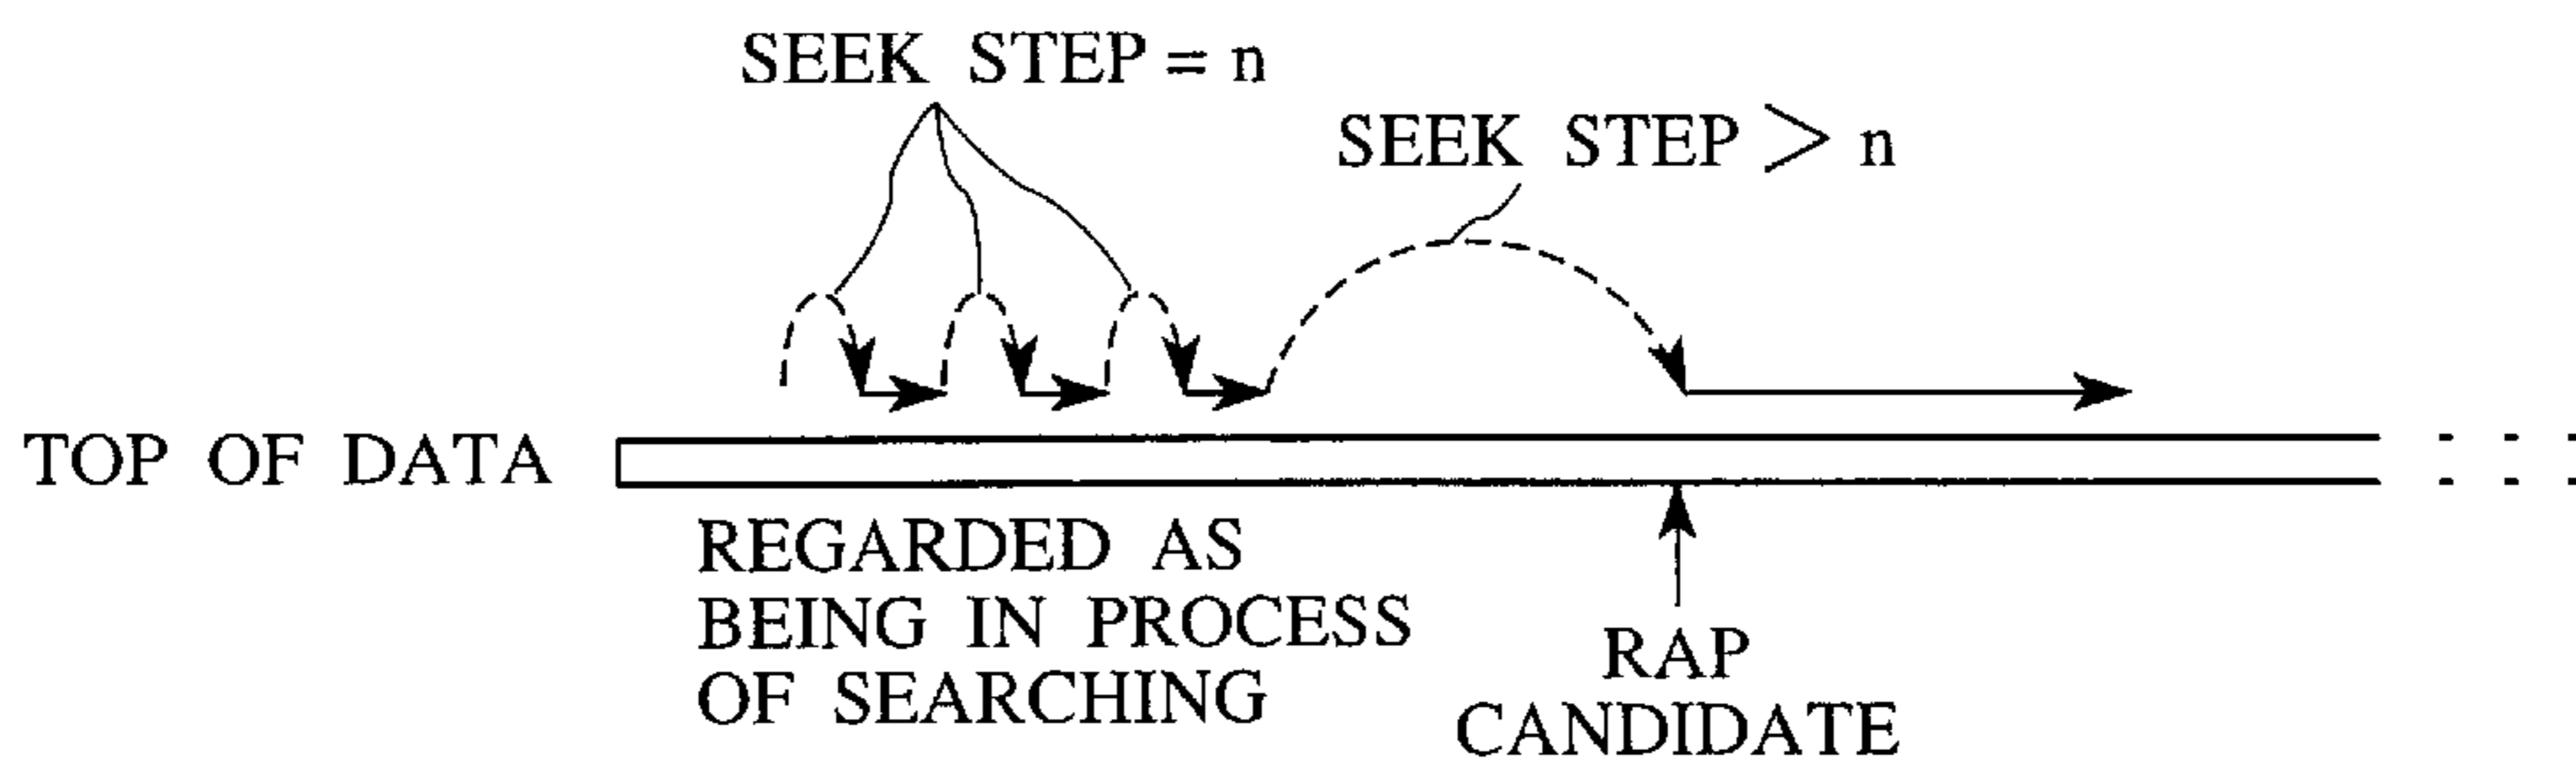 SEEK STEP = n
SEEK STEP > n
TOP OF DATA
REGARDED AS
BEING IN PROCESS
OF SEARCHING
RAP
CANDIDATE